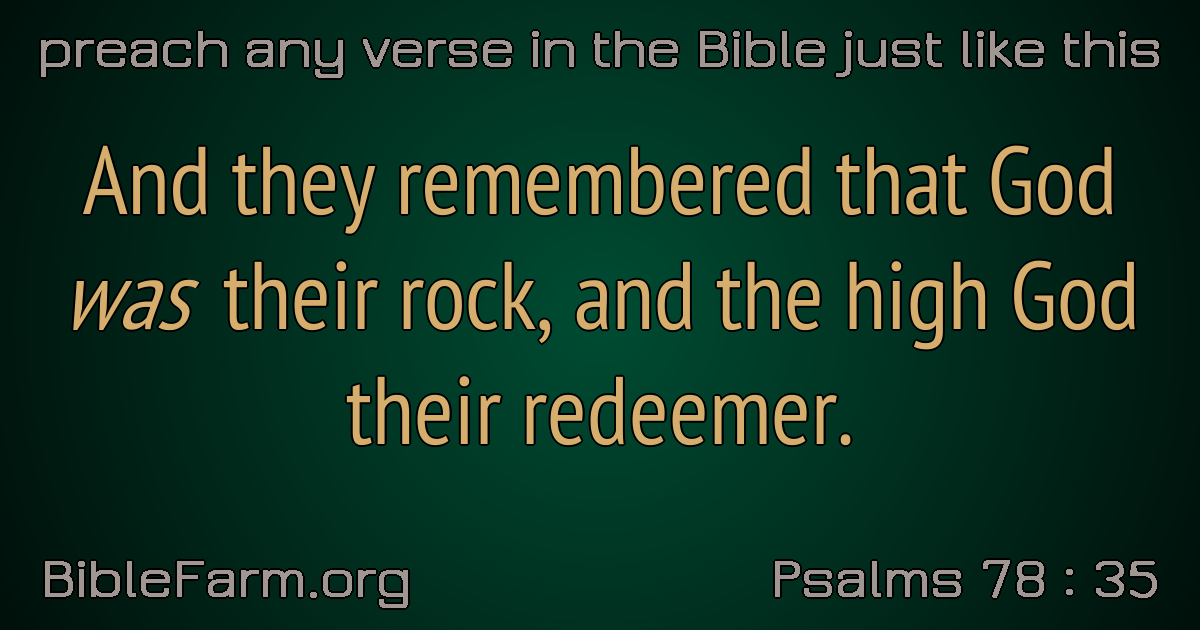 preach any verse in the Bible just like this
And they remembered that God
was their rock, and the high God
their redeemer.
BibleFarm.org
Psalms 78 : 35